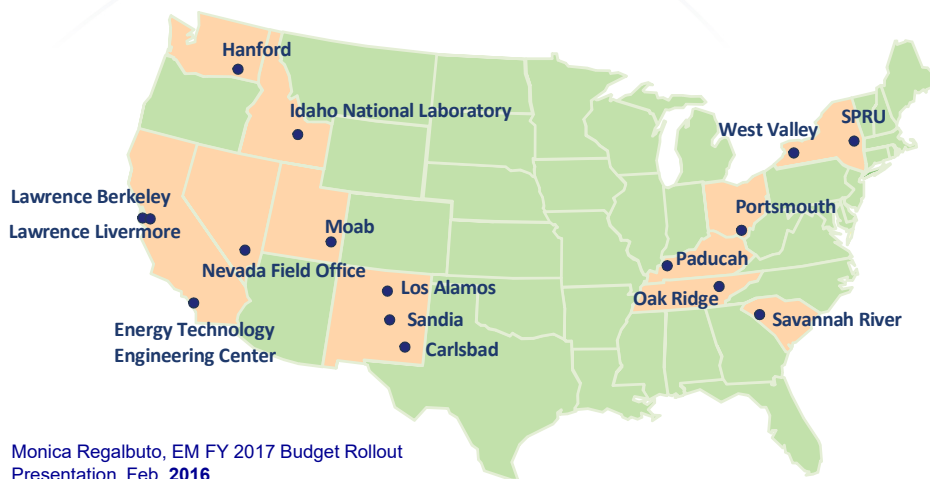 Hanford
Idaho National Laboratory
SPRU
West Valley
Lawrence Berkeley
Portsmouth
Lawrence Livermore
Moab
Nevada Field Office
Paducah
Los Alamos
Oak Ridge
Sandia
Savannah River
Energy Technology
Engineering Center
Carlsbad
Monica Regalbuto, EM FY 2017 Budget Rollout
Presentation, Feb. 2016